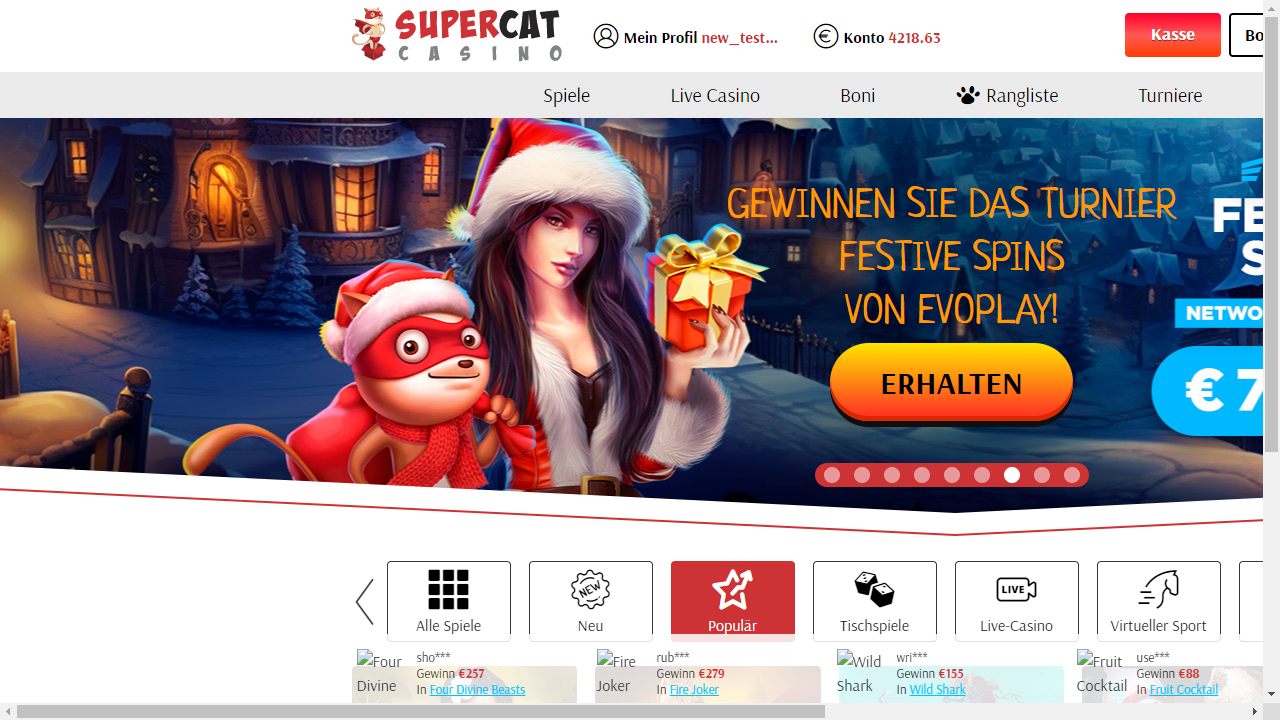 SUPERCAT
CASINO
Mein Profil new_test...
Konto 4218.63
Kasse
Bo
Spiele
Live Casino
Boni
Rangliste
Turniere
GEWINNEN SIE DAS TURNIER
FESTIVE SPINS
VON EVOPLAY!
ERHALTEN
FE
S
NETWO
€ 7
NEW
LIVE
Alle Spiele
Neu
Populär
Tischspiele
Live-Casino
Virtueller Sport
Four
Divine
sho***
Gewinn €257
In Four Divine Beasts
Fire
Joker
rub***
Gewinn €279
In Fire Joker
Wild
Shark
wri***
Gewinn €155
In Wild Shark
Fruit
Cocktail
use***
Gewinn €88
In Fruit Cocktail